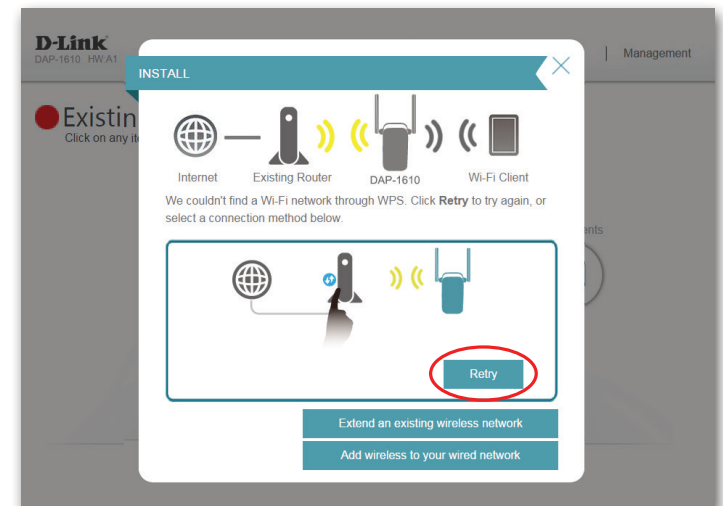 D-Link
DAP-1610 HW:A1
Management
INSTALL
Existin
Click on any
Internet
Existing Router
DAP-1610
Wi-Fi Client
We couldn't find a Wi-Fi network through WPS. Click Retry to try again, or
select a connection method below.
ents
Retry
Extend an existing wireless network
Add wireless to your wired network